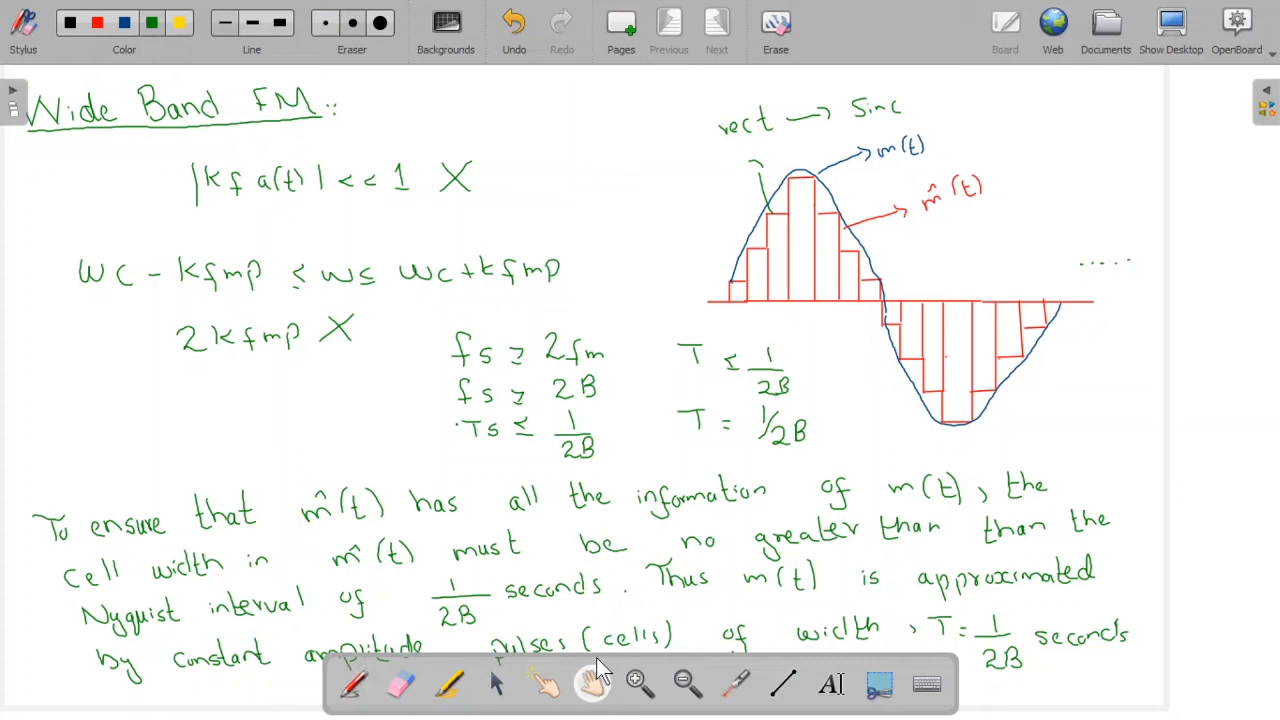 Stylus
Color
Line
Eraser
Backgrounds
Undo
Redo
Pages
Previous
Next
Erase
Board
Web
Documents
Show Desktop
OpenBoard
Wide Band FM::
|kf a(t)| << 1 X
wc - kfmp ≤ w ≤ wc + kfmp
2kfmp X
fs ≥ 2fm
fs ≥ 2B
Ts ≤ 1/2B
T ≤ 1/2B
T = 1/2B
rect → Sinc
m(t)
m̂(t)
.....
To ensure that m̂(t) has all the information of m(t), the
cell width in m̂(t) must be no greater than than the
Nyquist interval of 1/2B seconds. Thus m(t) is approximated
by constant amplitude pulses (cells) of width, T = 1/2B seconds
A